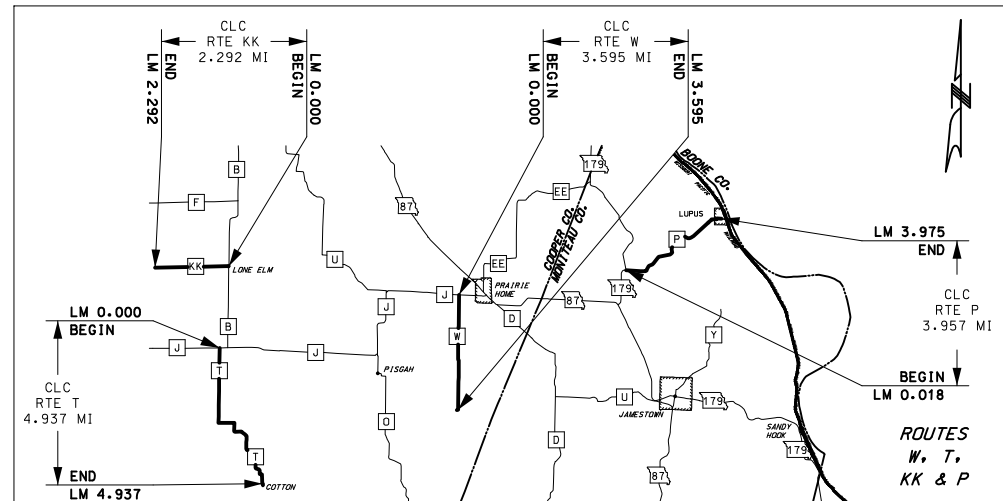 CLC
RTE KK
2.292 MI
END
LM 2.292
LM 0.000
BEGIN
CLC
RTE W
3.595 MI
BEGIN
LM 0.000
LM 3.595
END
N
B
F
KK
LONE ELM
B
U
87
179
EE
EE
COOPER CO.
MONITEAU CO.
BOONE CO.
LUPUS
P
LM 3.975
END
CLC
RTE P
3.957 MI
BEGIN
LM 0.018
LM 0.000
BEGIN
CLC
RTE T
4.937 MI
END
LM 4.937
J
J
T
T
COTTON
J
PISGAH
O
J
PRAIRIE
HOME
W
D
87
179
Y
U
JAMESTOWN
179
D
87
SANDY
HOOK
179
ROUTES
W, T,
KK & P